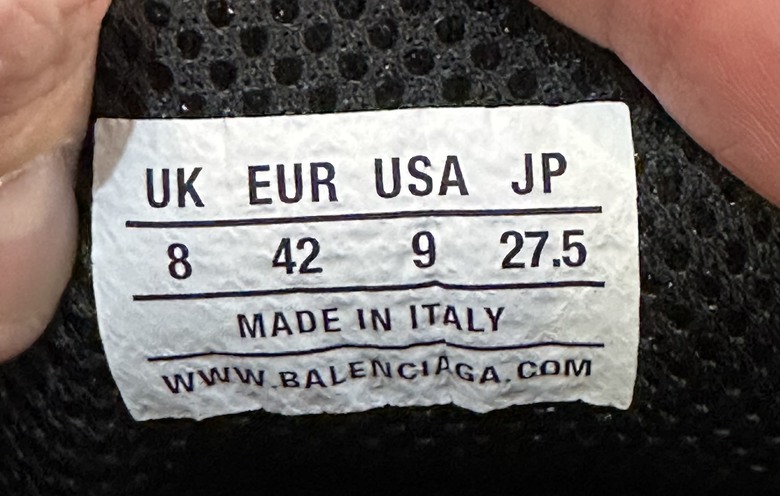 UK EUR USA JP
8 42 9 27.5
MADE IN ITALY
WWW.BALENCIAGA.COM